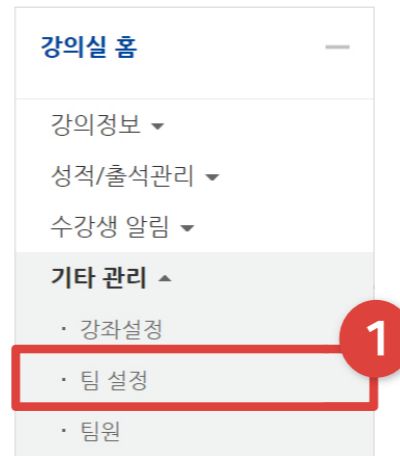 강의실 홈
강의정보
성적/출석관리
수강생 알림
기타 관리
· 강좌설정
1
· 팀 설정
· 팀원